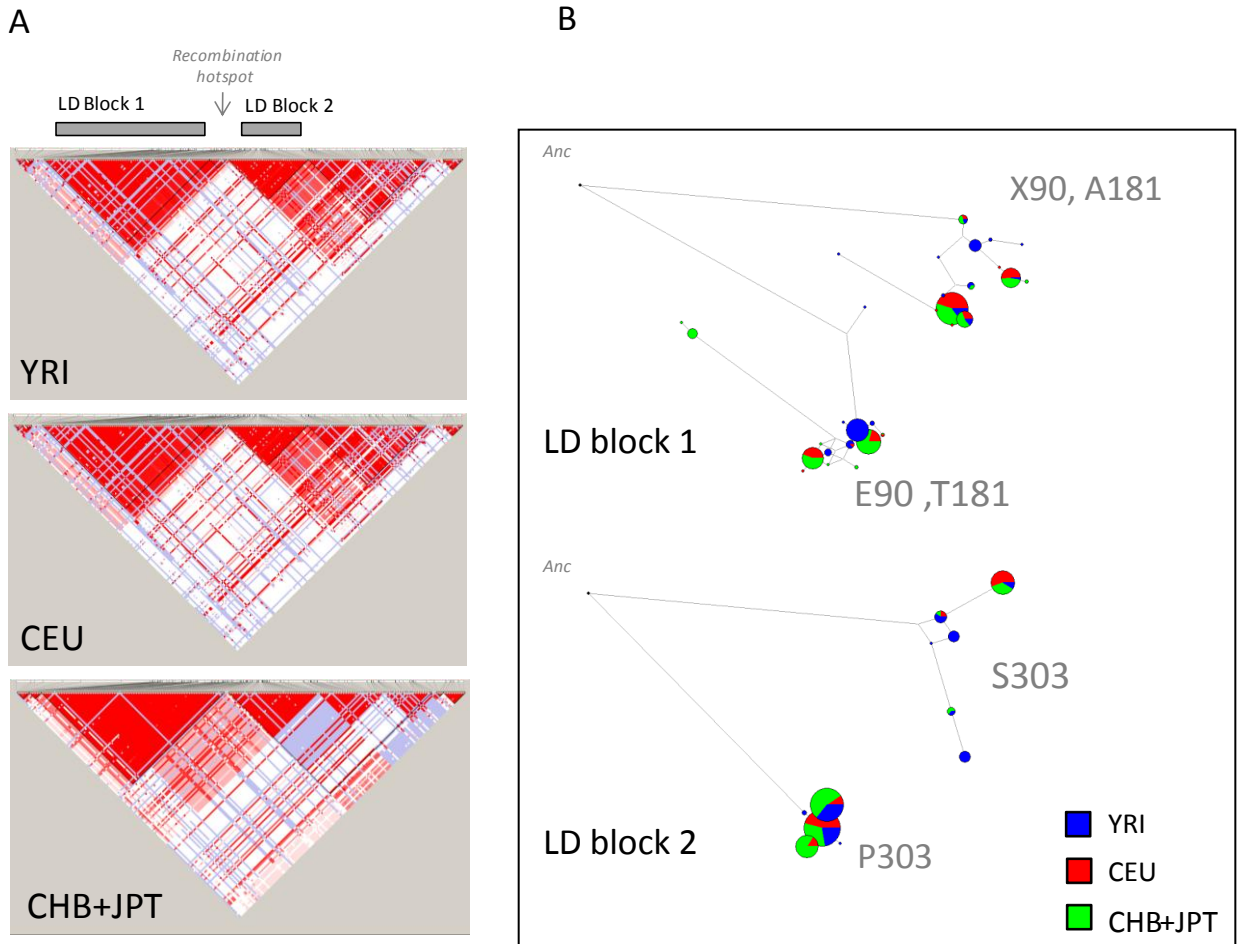 A
Recombination
hotspot
LD Block 1
LD Block 2
YRI
CEU
CHB+JPT
B
Anc
X90, A181
LD block 1
E90 ,T181
Anc
S303
LD block 2
P303
YRI
CEU
CHB+JPT